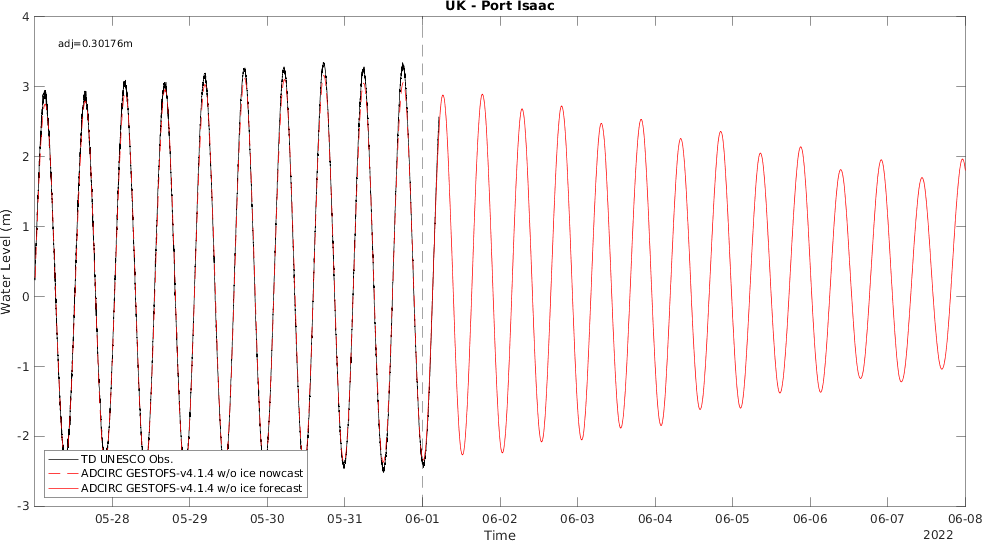 UK - Port Isaac
adj=0.30176m
4
3
2
1
0
-1
-2
-3
Water Level (m)
TD UNESCO Obs.
ADCIRC GESTOFS-v4.1.4 w/o ice nowcast
ADCIRC GESTOFS-v4.1.4 w/o ice forecast
05-28 05-29 05-30 05-31 06-01 06-02 06-03 06-04 06-05 06-06 06-07 06-08
Time
2022